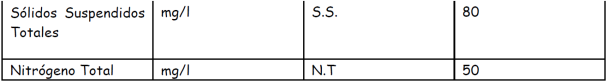 Sólidos Suspendidos mg/l S.S. 80
Totales
Nitrógeno Total mg/l N.T 50